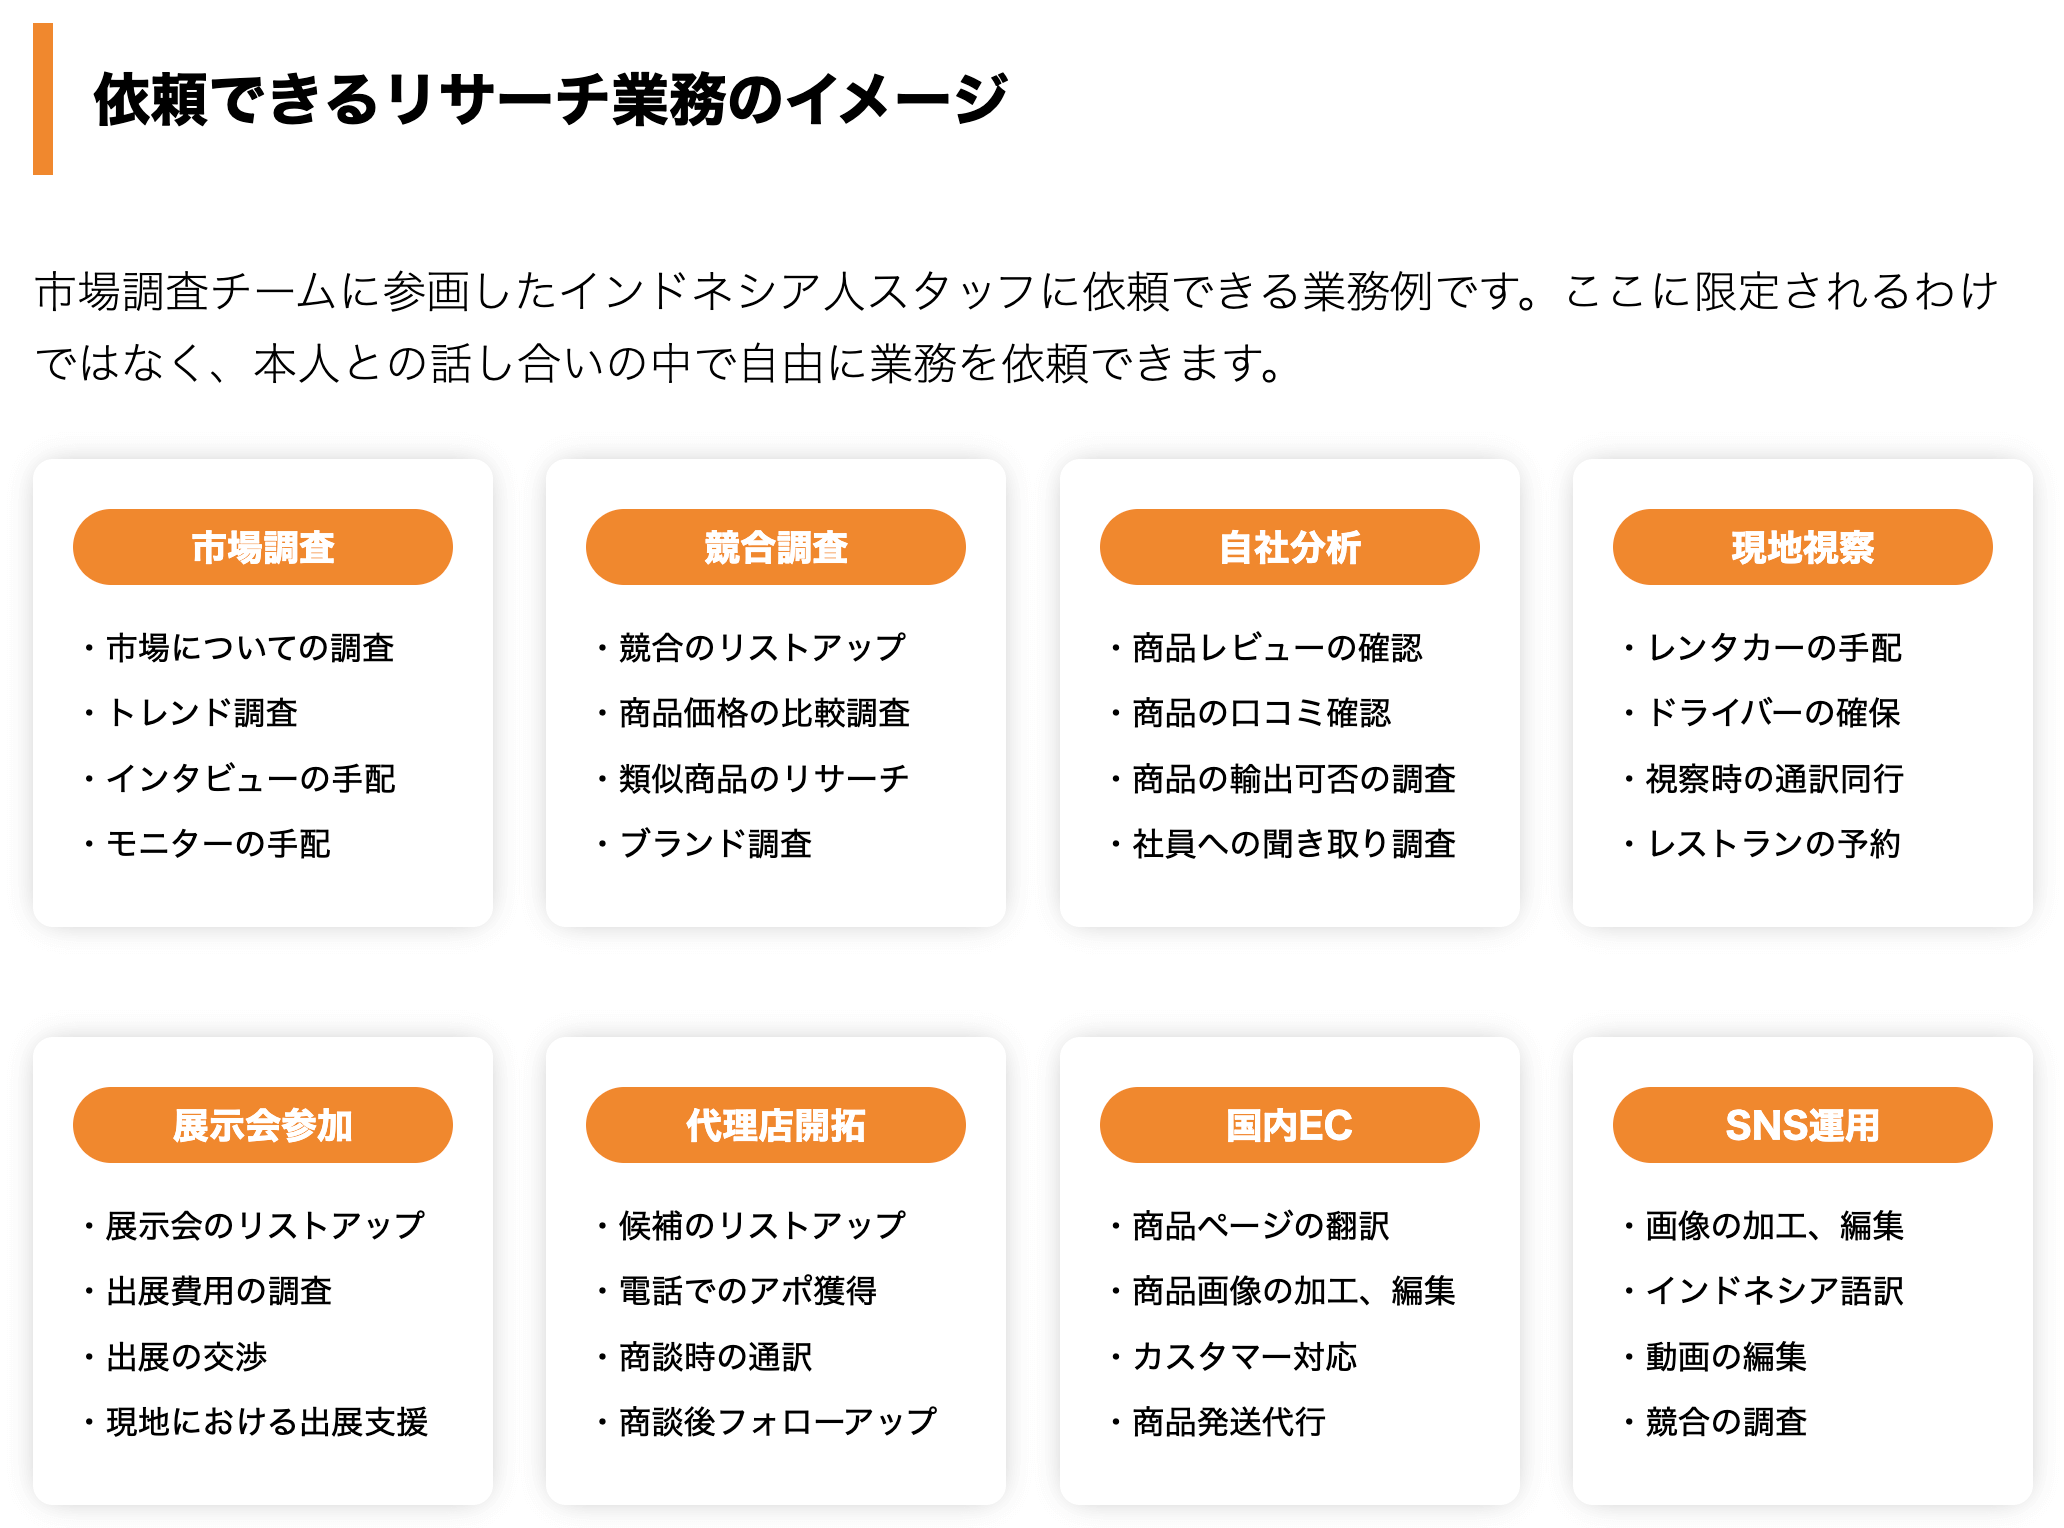 依頼できるリサーチ業務のイメージ
市場調査チームに参画したインドネシア人スタッフに依頼できる業務例です。ここに限定されるわけ
ではなく、本人との話し合いの中で自由に業務を依頼できます。
市場調査
・市場についての調査
・トレンド調査
・インタビューの手配
・モニターの手配
競合調査
・競合のリストアップ
・商品価格の比較調査
・類似商品のリサーチ
・ブランド調査
自社分析
・商品レビューの確認
・商品の口コミ確認
・商品の輸出可否の調査
・社員への聞き取り調査
現地視察
・レンタカーの手配
・ドライバーの確保
・視察時の通訳同行
・レストランの予約
展示会参加
・展示会のリストアップ
・出展費用の調査
・出展の交渉
・現地における出展支援
代理店開拓
・候補のリストアップ
・電話でのアポ獲得
・商談時の通訳
・商談後フォローアップ
国内EC
・商品ページの翻訳
・商品画像の加工、編集
・カスタマー対応
・商品発送代行
SNS運用
・画像の加工、編集
・インドネシア語訳
・動画の編集
・競合の調査